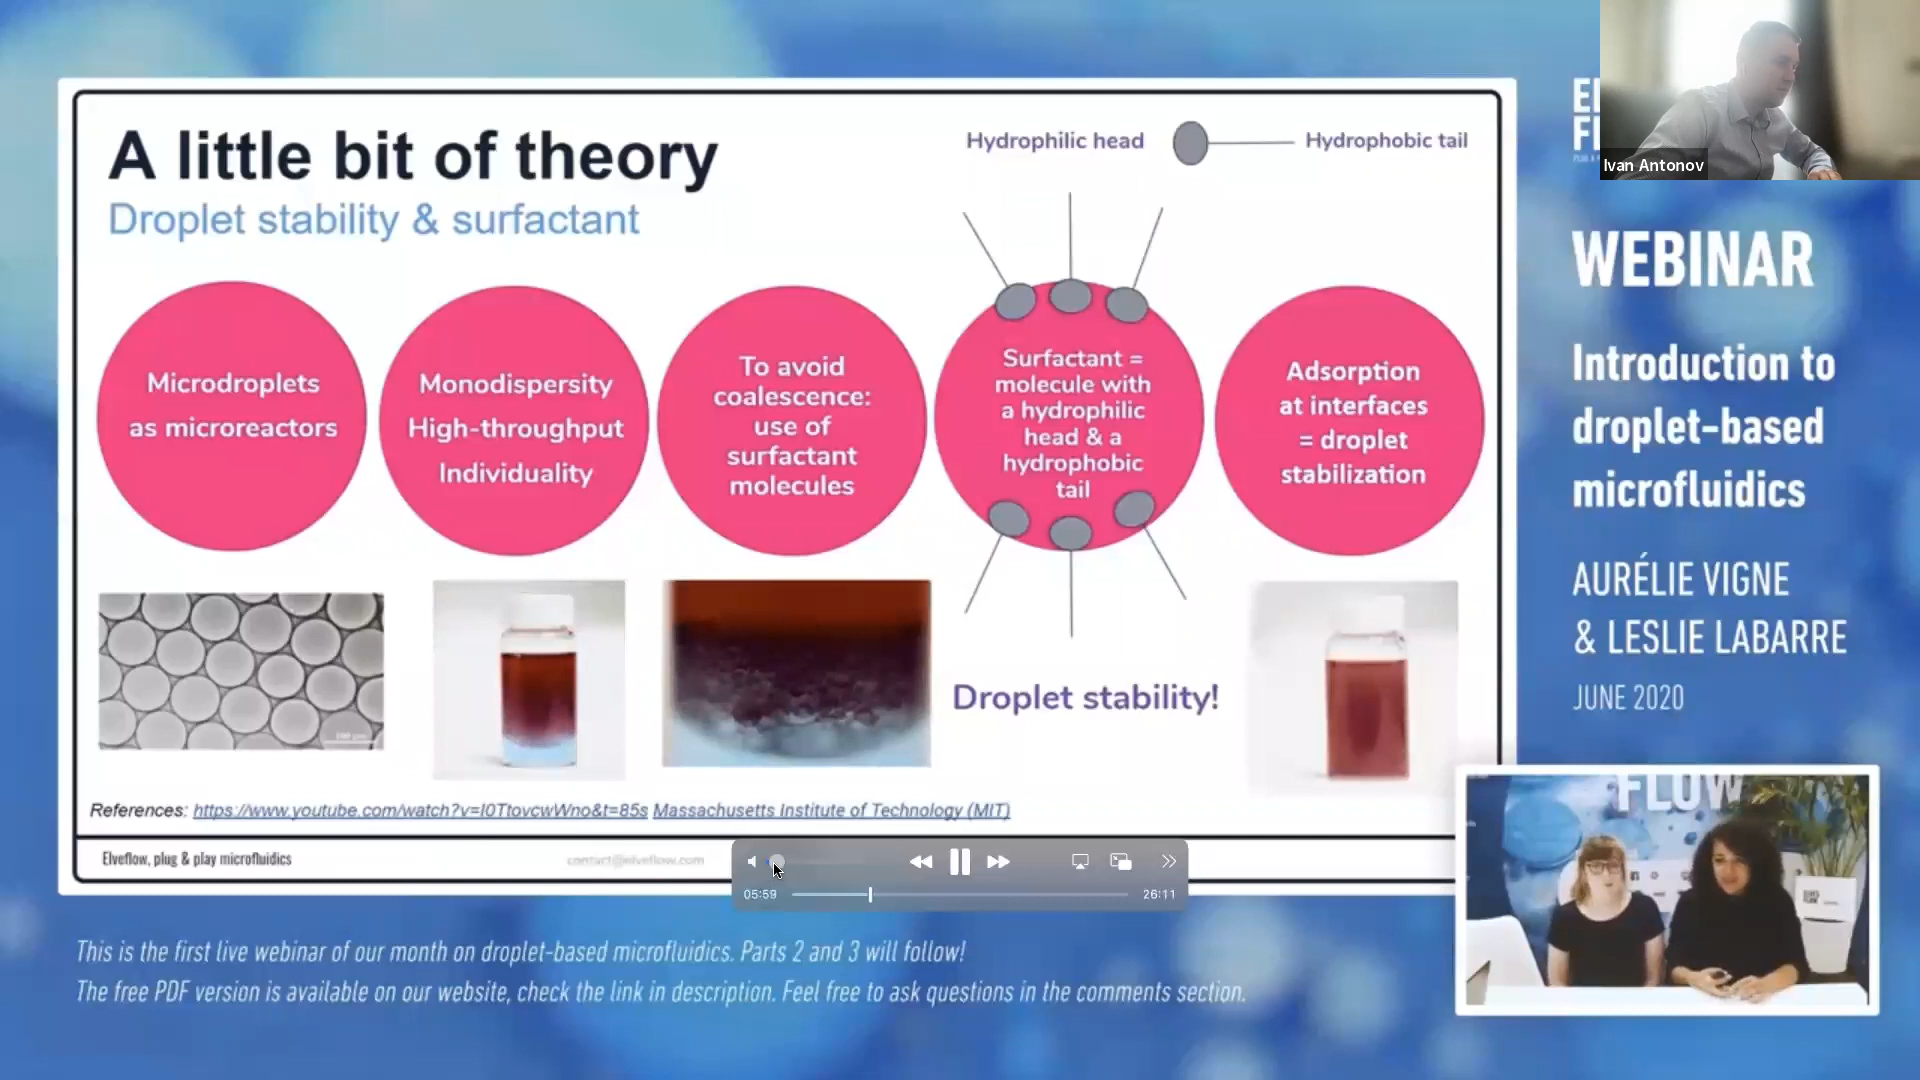 A little bit of theory
Droplet stability & surfactant
Hydrophilic head
Hydrophobic tail
Microdroplets
as microreactors
Monodispersity
High-throughput
Individuality
To avoid
coalescence:
use of
surfactant
molecules
Surfactant =
molecule with
a hydrophilic
head & a
hydrophobic
tail
Adsorption
at interfaces
= droplet
stabilization
Droplet stability!
References: https://www.youtube.com/watch?v=I0TtovcwWno&t=85s Massachusetts Institute of Technology (MIT)
Elveflow, plug & play microfluidics
contact@elveflow.com
05:59
26:11
Ivan Antonov
WEBINAR
Introduction to
droplet-based
microfluidics
AURÉLIE VIGNE
& LESLIE LABARRE
JUNE 2020
FLOW
This is the first live webinar of our month on droplet-based microfluidics. Parts 2 and 3 will follow!
The free PDF version is available on our website, check the link in description. Feel free to ask questions in the comments section.